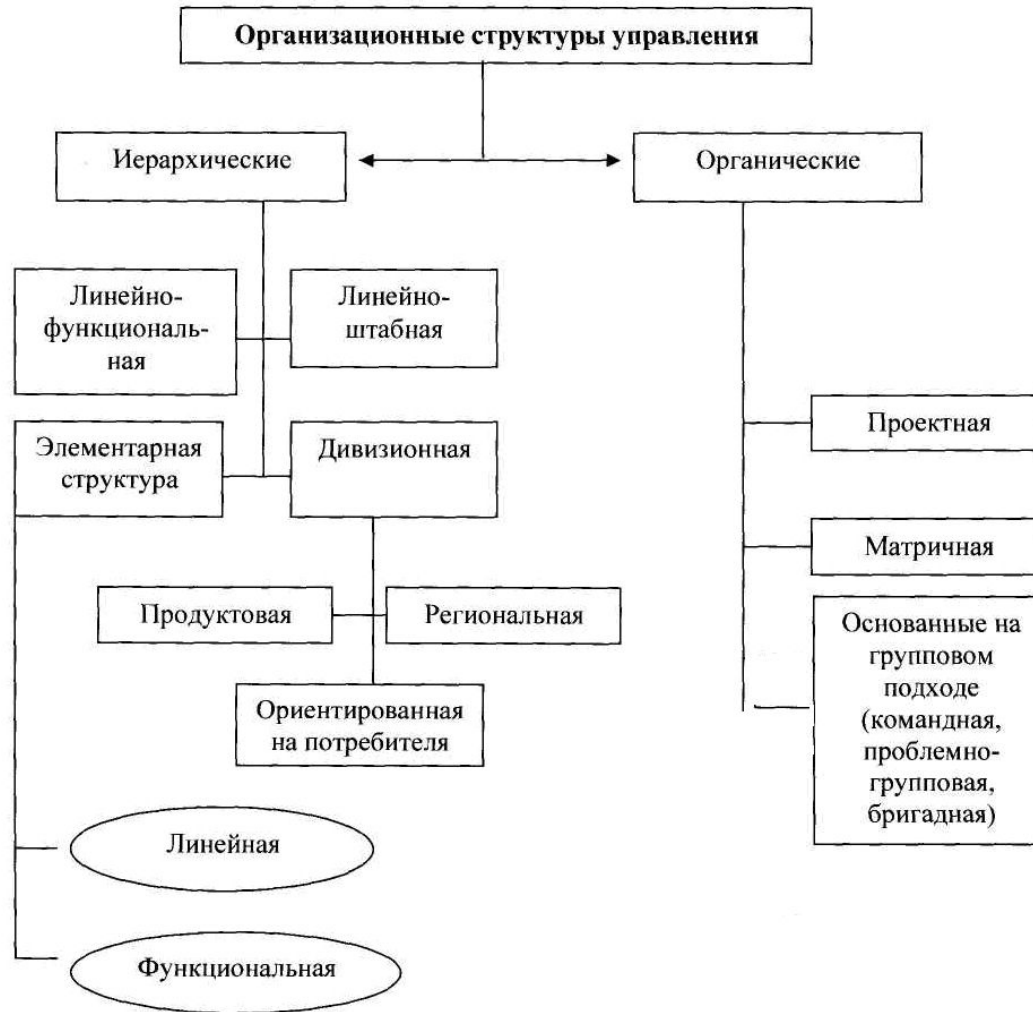 Организационные структуры управления
Иерархические
Органические
Линейно-
функциональ-
ная
Линейно-
штабная
Элементарная
структура
Дивизионная
Проектная
Матричная
Продуктовая
Региональная
Основанные на
групповом
подходе
(командная,
проблемно-
групповая,
бригадная)
Ориентированная
на потребителя
Линейная
Функциональная